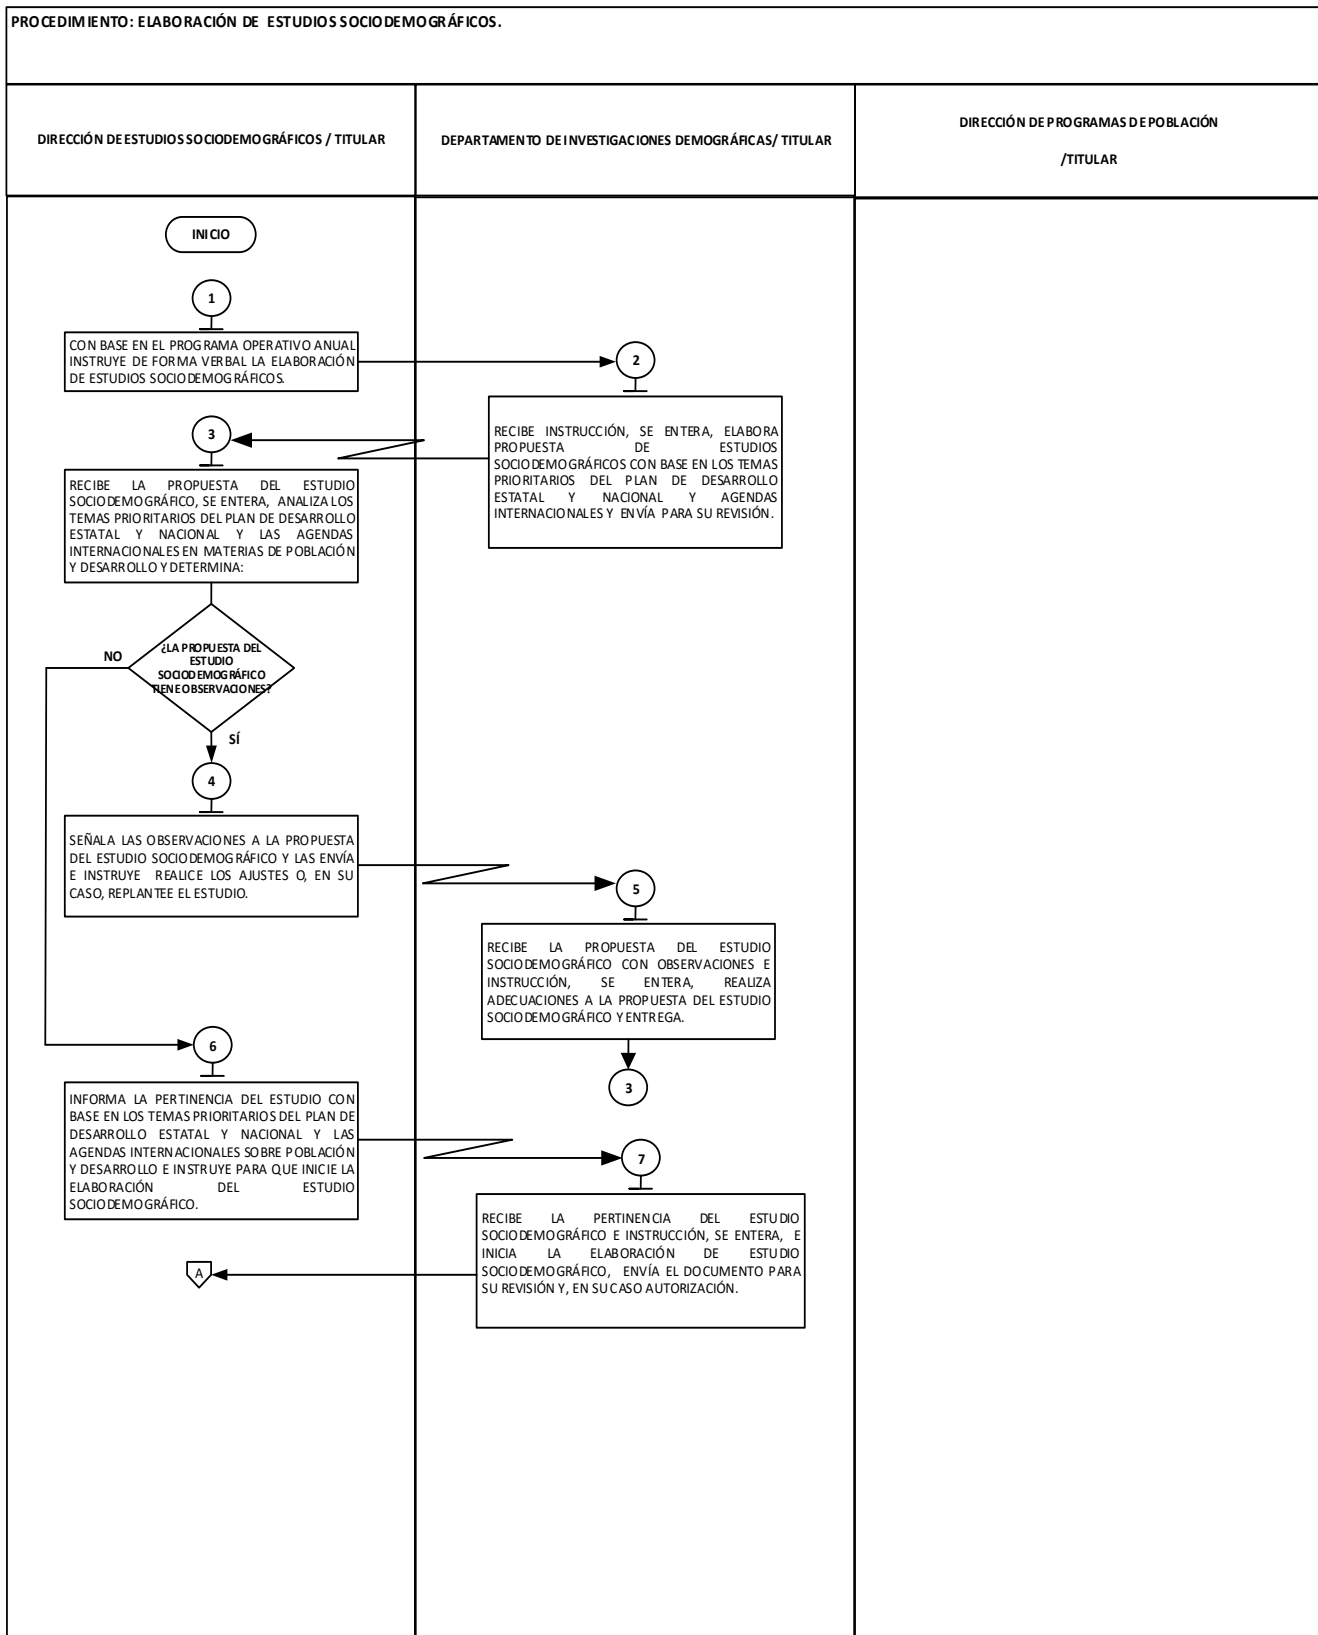 PROCEDIMIENTO: ELABORACIÓN DE ESTUDIOS SOCIODEMOGRÁFICOS.
DIRECCIÓN DE ESTUDIOS SOCIODEMOGRÁFICOS / TITULAR
DEPARTAMENTO DE INVESTIGACIONES DEMOGRÁFICAS/ TITULAR
DIRECCIÓN DE PROGRAMAS DE POBLACIÓN
/TITULAR
INICIO
1
CON BASE EN EL PROGRAMA OPERATIVO ANUAL
INSTRUYE DE FORMA VERBAL LA ELABORACIÓN
DE ESTUDIOS SOCIODEMOGRÁFICOS.
2
RECIBE INSTRUCCIÓN, SE ENTERA, ELABORA
PROPUESTA DE ESTUDIOS
SOCIODEMOGRÁFICOS CON BASE EN LOS TEMAS
PRIORITARIOS DEL PLAN DE DESARROLLO
ESTATAL Y NACIONAL Y AGENDAS
INTERNACIONALES Y ENVÍA PARA SU REVISIÓN.
3
RECIBE LA PROPUESTA DEL ESTUDIO
SOCIODEMOGRÁFICO, SE ENTERA, ANALIZA LOS
TEMAS PRIORITARIOS DEL PLAN DE DESARROLLO
ESTATAL Y NACIONAL Y LAS AGENDAS
INTERNACIONALES EN MATERIAS DE POBLACIÓN
Y DESARROLLO Y DETERMINA:
¿LA PROPUESTA DEL
ESTUDIO
SOCIODEMOGRÁFICO
TIENE OBSERVACIONES?
NO
SÍ
4
SEÑALA LAS OBSERVACIONES A LA PROPUESTA
DEL ESTUDIO SOCIODEMOGRÁFICO Y LAS ENVÍA
E INSTRUYE REALICE LOS AJUSTES O, EN SU
CASO, REPLANTEE EL ESTUDIO.
5
RECIBE LA PROPUESTA DEL ESTUDIO
SOCIODEMOGRÁFICO CON OBSERVACIONES E
INSTRUCCIÓN, SE ENTERA, REALIZA
ADECUACIONES A LA PROPUESTA DEL ESTUDIO
SOCIODEMOGRÁFICO Y ENTREGA.
3
6
INFORMA LA PERTINENCIA DEL ESTUDIO CON
BASE EN LOS TEMAS PRIORITARIOS DEL PLAN DE
DESARROLLO ESTATAL Y NACIONAL Y LAS
AGENDAS INTERNACIONALES SOBRE POBLACIÓN
Y DESARROLLO E INSTRUYE PARA QUE INICIE LA
ELABORACIÓN DEL ESTUDIO
SOCIODEMOGRÁFICO.
7
RECIBE LA PERTINENCIA DEL ESTUDIO
SOCIODEMOGRÁFICO E INSTRUCCIÓN, SE ENTERA, E
INICIA LA ELABORACIÓN DE ESTUDIO
SOCIODEMOGRÁFICO, ENVÍA EL DOCUMENTO PARA
SU REVISIÓN Y, EN SU CASO AUTORIZACIÓN.
A